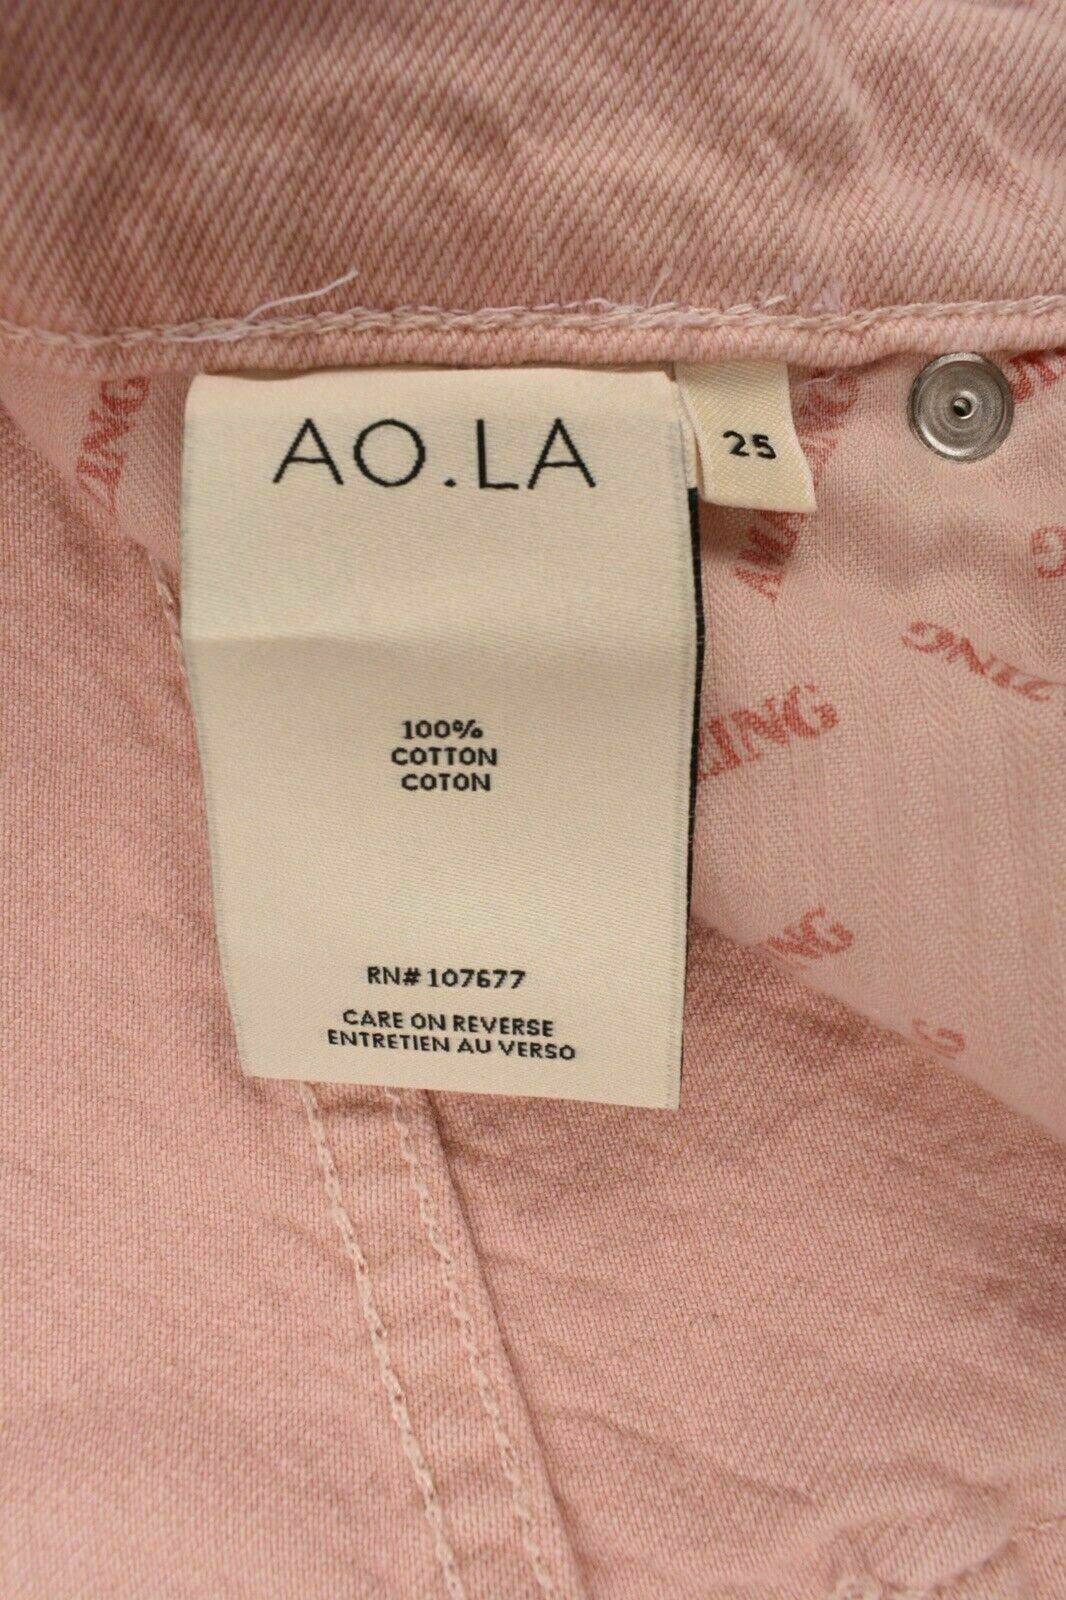 AO.LA
25
100%
COTTON
COTON
RN# 107677
CARE ON REVERSE
ENTRETIEN AU VERSO